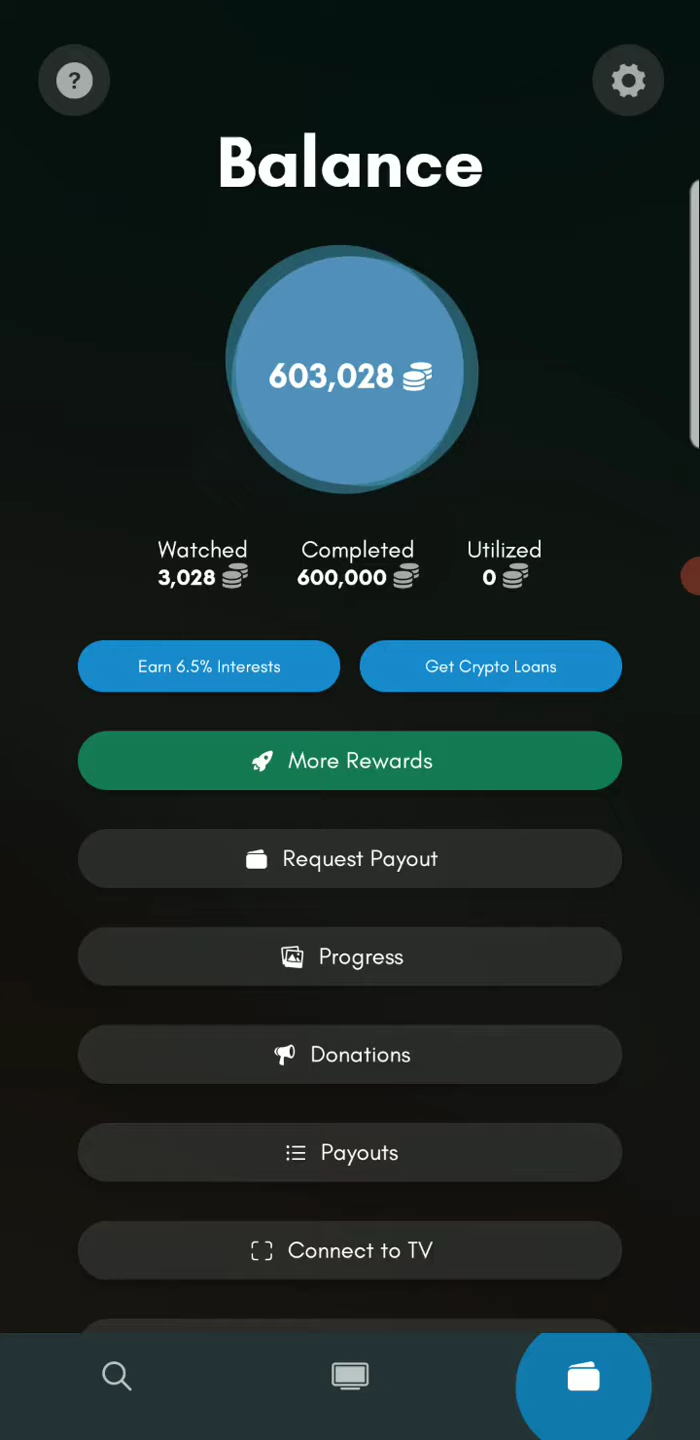 ?
Balance
603,028
Watched Completed Utilized
3,028 600,000 0
Earn 6.5% Interests Get Crypto Loans
More Rewards
Request Payout
Progress
Donations
Payouts
Connect to TV